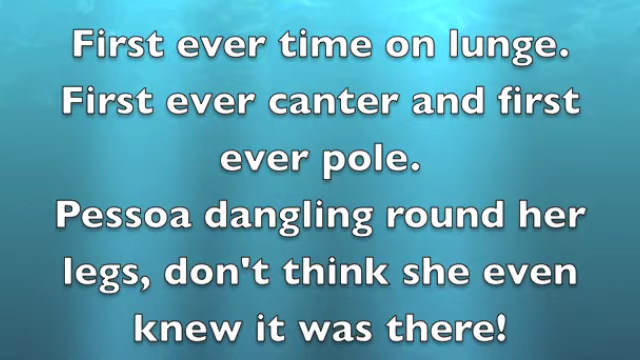 First ever time on lunge.
First ever canter and first
ever pole.
Pessoa dangling round her
legs, don't think she even
knew it was there!